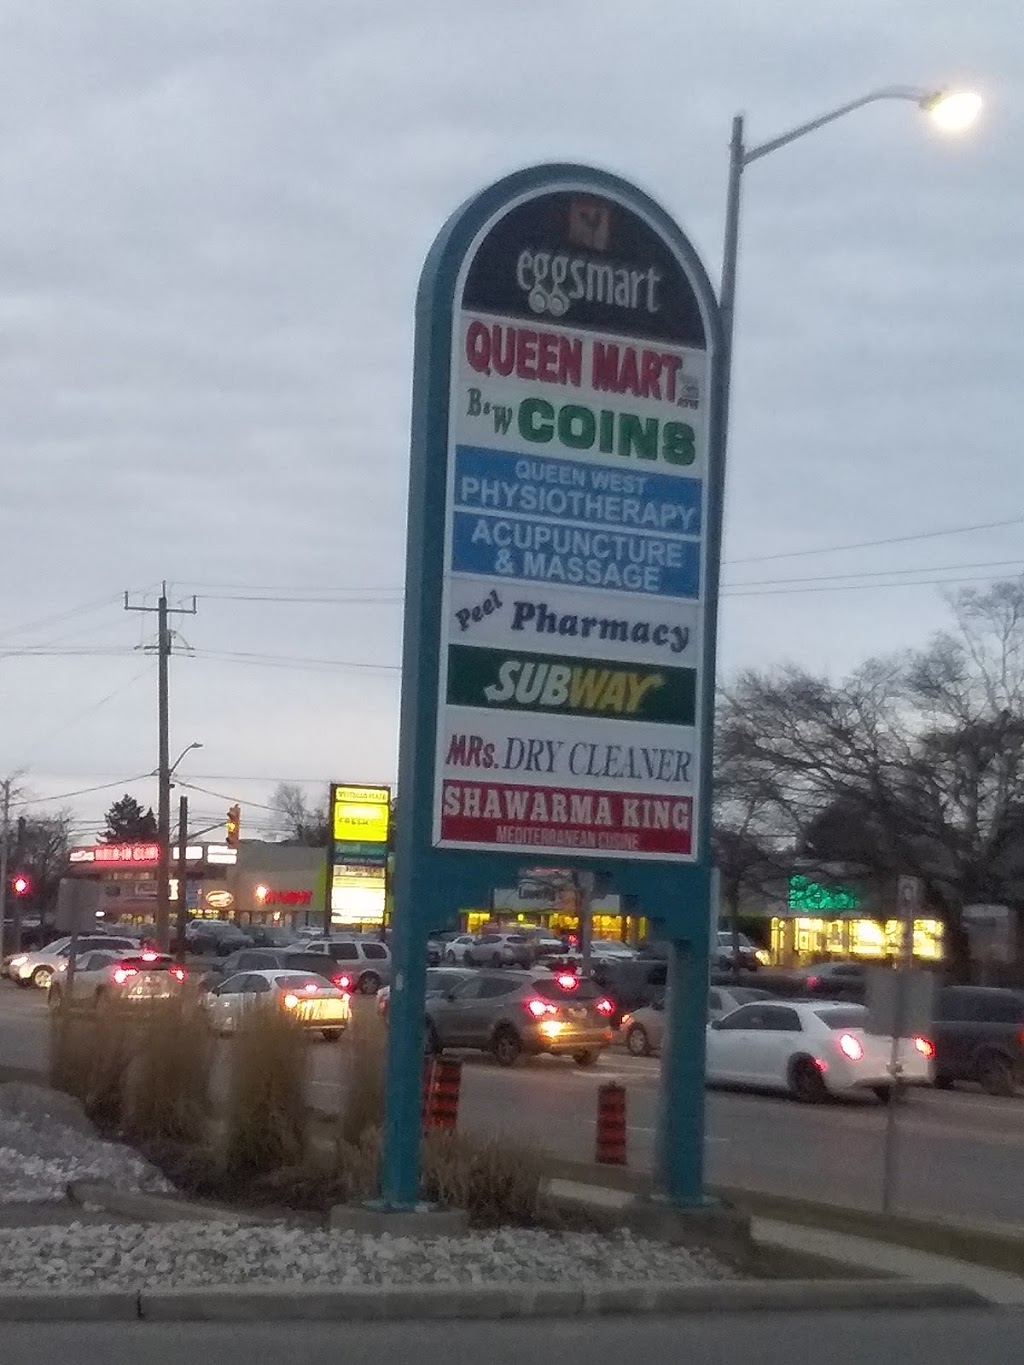 eggsmart
QUEEN MART
B&W COINS
QUEEN WEST
PHYSIOTHERAPY
ACUPUNCTURE
& MASSAGE
Peel Pharmacy
SUBWAY
MRs. DRY CLEANER
SHAWARMA KING
MEDITERRANEAN CUISINE